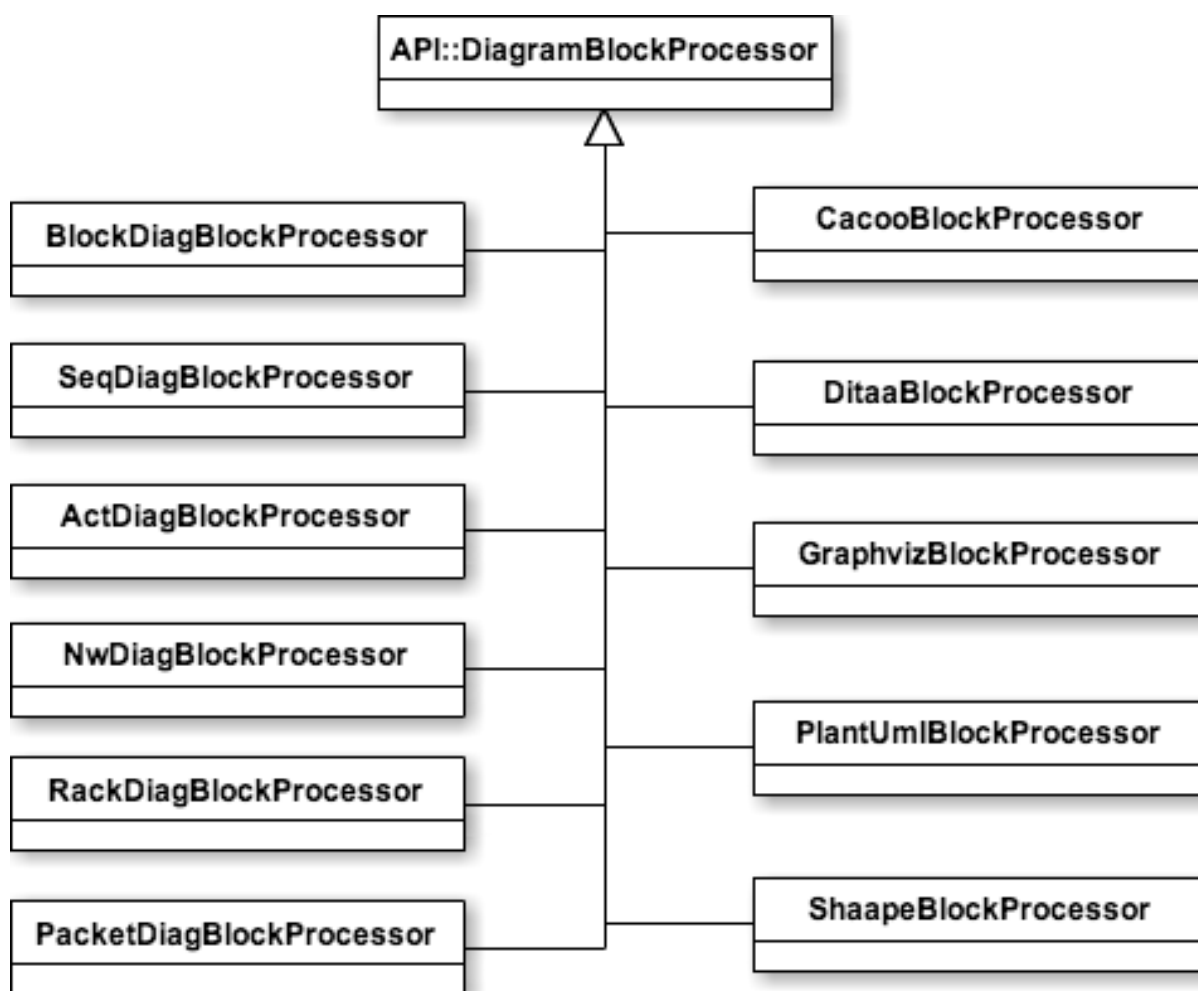 API::DiagramBlockProcessor
BlockDiagBlockProcessor
SeqDiagBlockProcessor
ActDiagBlockProcessor
NwDiagBlockProcessor
RackDiagBlockProcessor
PacketDiagBlockProcessor
CacooBlockProcessor
DitaaBlockProcessor
GraphvizBlockProcessor
PlantUmlBlockProcessor
ShaapeBlockProcessor